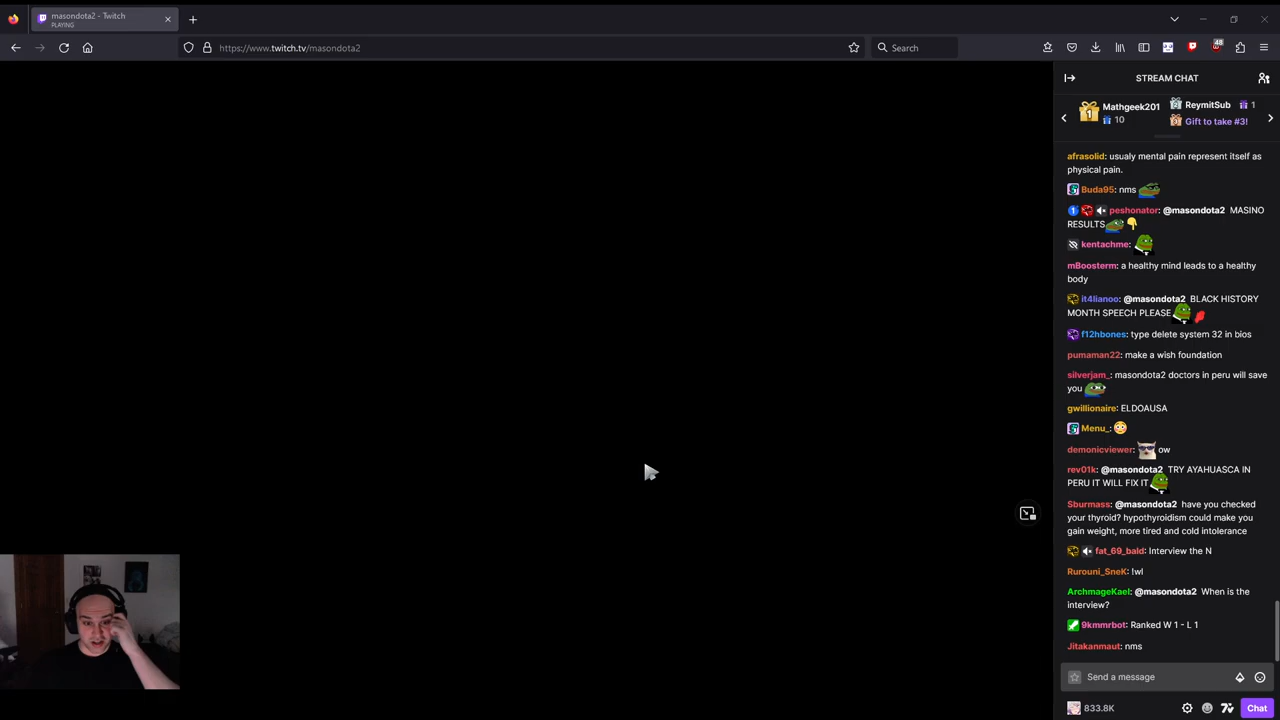 masondota2 - Twitch
PLAYING
https://www.twitch.tv/masondota2
Search
48
STREAM CHAT
1
Mathgeek201
10
ReymitSub 1
Gift to take #3!
afrasolid: usualy mental pain represent itself as
physical pain.
Buda95: nms
peshonator: @masondota2 MASINO
RESULTS
kentachme:
mBoosterm: a healthy mind leads to a healthy
body
it4lianoo: @masondota2 BLACK HISTORY
MONTH SPEECH PLEASE
f12hbones: type delete system 32 in bios
pumaman22: make a wish foundation
silverjam_: masondota2 doctors in peru will save
you
gwillionaire: ELDOAUSA
Menu_:
demonicviewer: ow
rev01k: @masondota2 TRY AYAHUASCA IN
PERU IT WILL FIX IT
Sburmass: @masondota2 have you checked
your thyroid? hypothyroidism could make you
gain weight, more tired and cold intolerance
fat_69_bald: Interview the N
Rurouni_SneK: !wl
ArchmageKael: @masondota2 When is the
interview?
9kmmrbot: Ranked W 1 - L 1
Jitakanmaut: nms
Send a message
833.8K
Chat